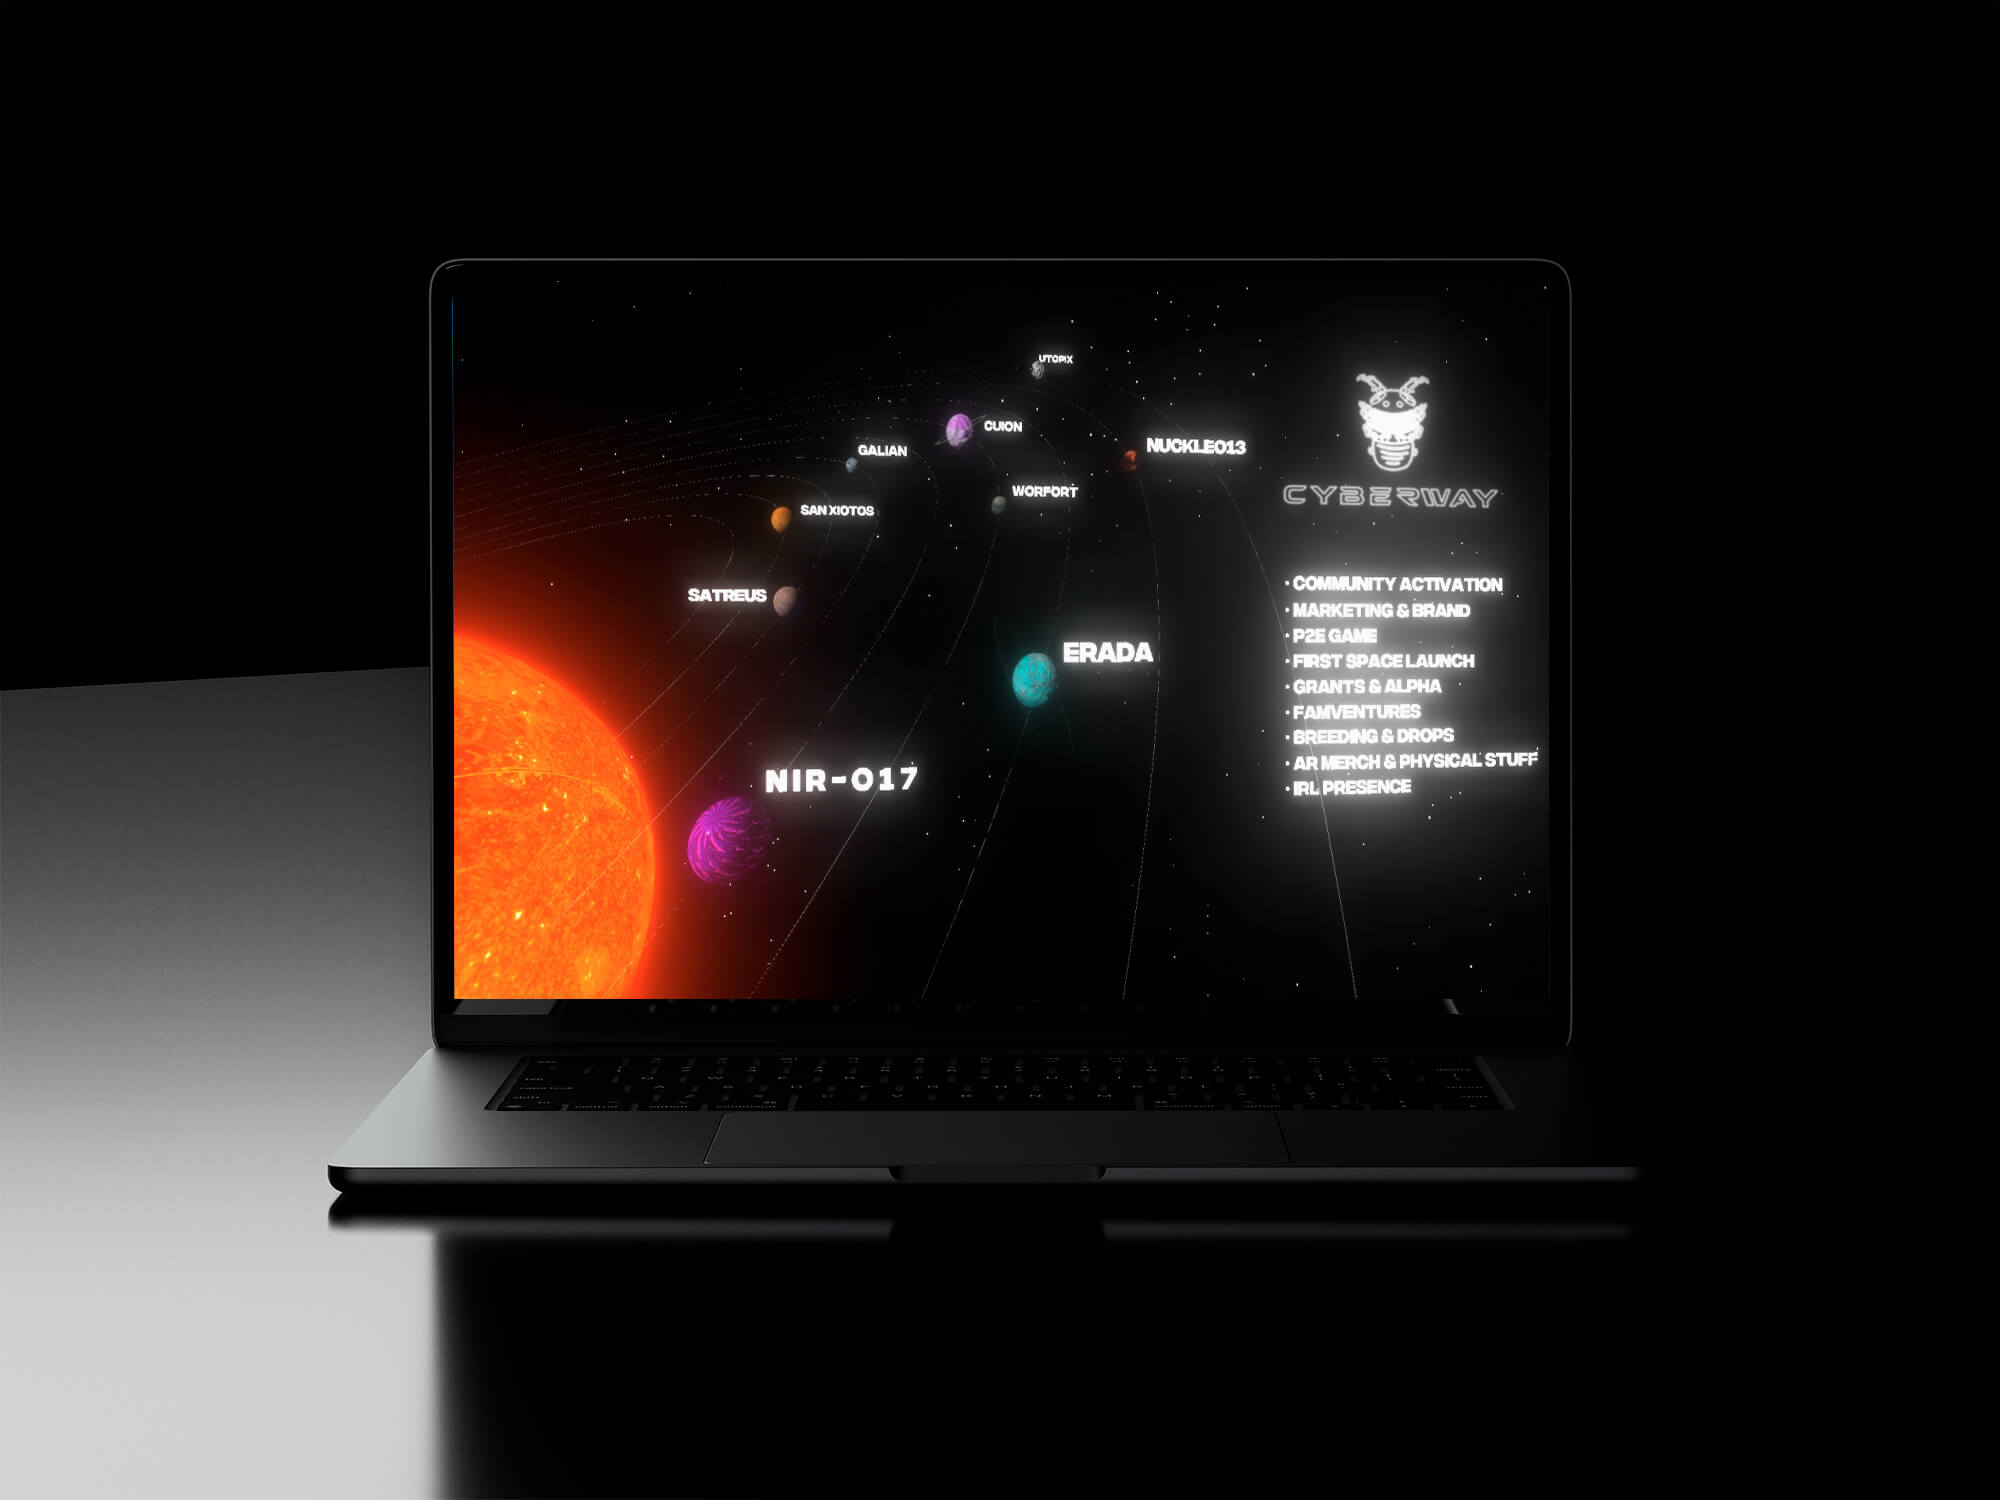 UTOPIX
CUION
GALIAN
NUCKLEO13
WORFORT
SAN XIOTOS
SATREUS
ERADA
NIR-017
CYBERWAY
· COMMUNITY ACTIVATION
· MARKETING & BRAND
· P2E GAME
· FIRST SPACE LAUNCH
· GRANTS & ALPHA
· FAMVENTURES
· BREEDING & DROPS
· AR MERCH & PHYSICAL STUFF
· IRL PRESENCE